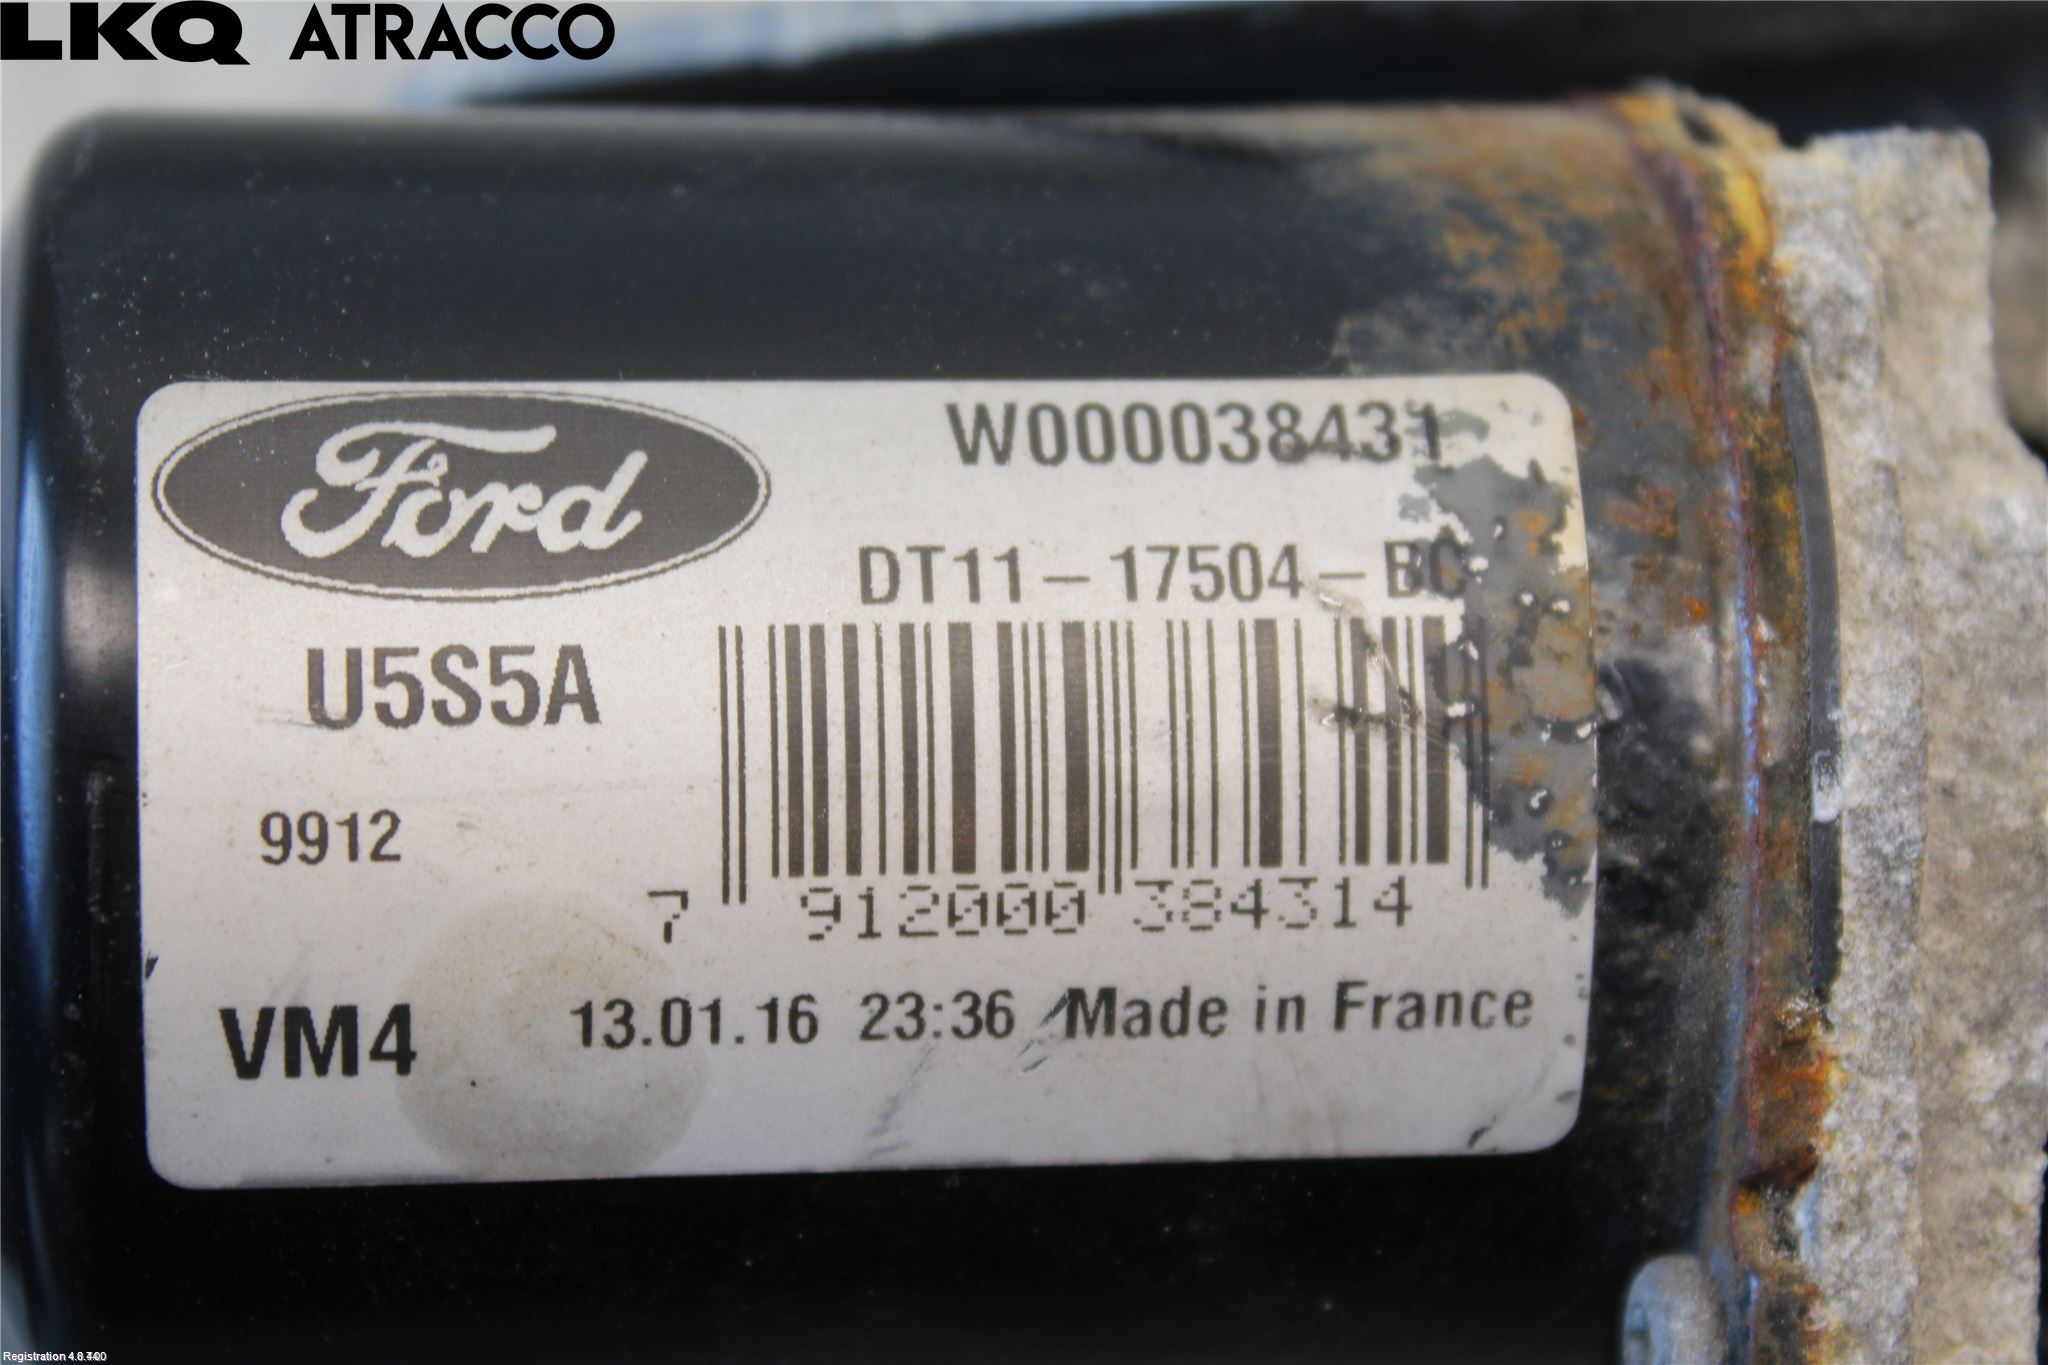 LKQ ATRACCO
Ford
W000038431
DT11-17504-BC
U5S5A
9912
7 912000 384314
VM4
13.01.16 23:36 Made in France
Registration